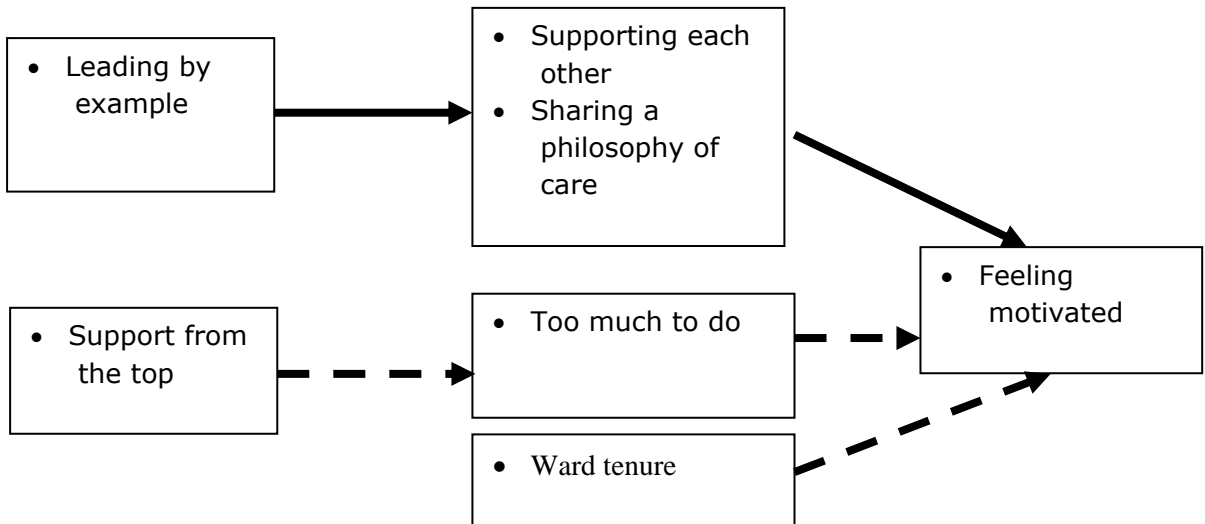 • Leading by
example
• Supporting each
other
• Sharing a
philosophy of
care
• Feeling
motivated
• Support from
the top
• Too much to do
• Ward tenure